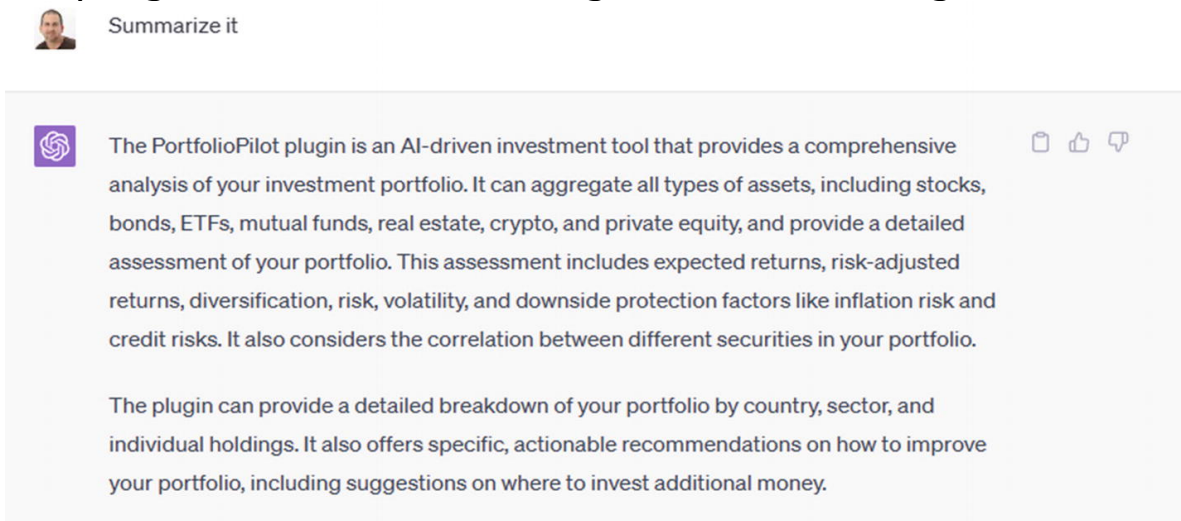 Summarize it
The PortfolioPilot plugin is an AI-driven investment tool that provides a comprehensive
analysis of your investment portfolio. It can aggregate all types of assets, including stocks,
bonds, ETFs, mutual funds, real estate, crypto, and private equity, and provide a detailed
assessment of your portfolio. This assessment includes expected returns, risk-adjusted
returns, diversification, risk, volatility, and downside protection factors like inflation risk and
credit risks. It also considers the correlation between different securities in your portfolio.
The plugin can provide a detailed breakdown of your portfolio by country, sector, and
individual holdings. It also offers specific, actionable recommendations on how to improve
your portfolio, including suggestions on where to invest additional money.